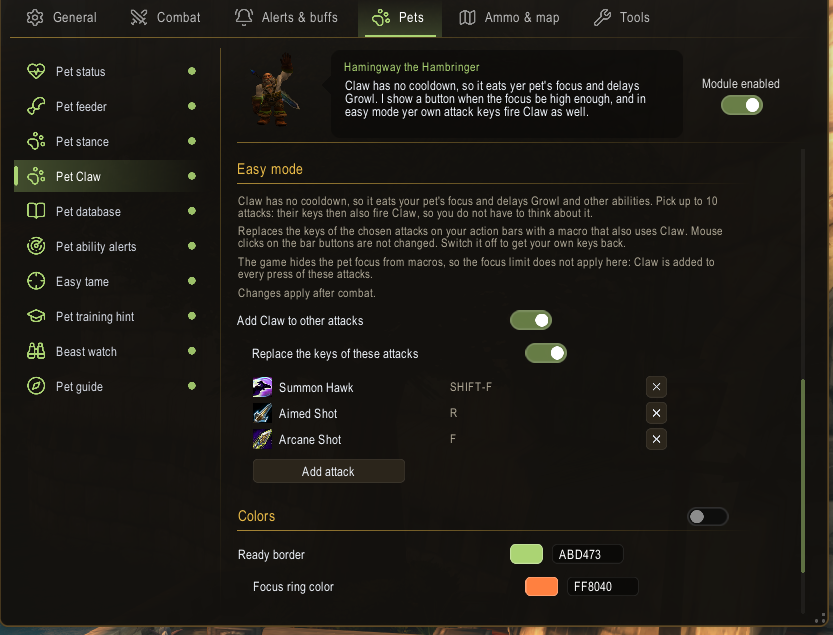 General
Combat
Alerts & buffs
Pets
Ammo & map
Tools
Pet status
Pet feeder
Pet stance
Pet Claw
Pet database
Pet ability alerts
Easy tame
Pet training hint
Beast watch
Pet guide
Hamingway the Hambringer
Claw has no cooldown, so it eats yer pet's focus and delays
Growl. I show a button when the focus be high enough, and in
easy mode yer own attack keys fire Claw as well.
Module enabled
Easy mode
Claw has no cooldown, so it eats your pet's focus and delays Growl and other abilities. Pick up to 10
attacks: their keys then also fire Claw, so you do not have to think about it.
Replaces the keys of the chosen attacks on your action bars with a macro that also uses Claw. Mouse
clicks on the bar buttons are not changed. Switch it off to get your own keys back.
The game hides the pet focus from macros, so the focus limit does not apply here: Claw is added to
every press of these attacks.
Changes apply after combat.
Add Claw to other attacks
Replace the keys of these attacks
Summon Hawk SHIFT-F
Aimed Shot R
Arcane Shot F
Add attack
Colors
Ready border ABD473
Focus ring color FF8040